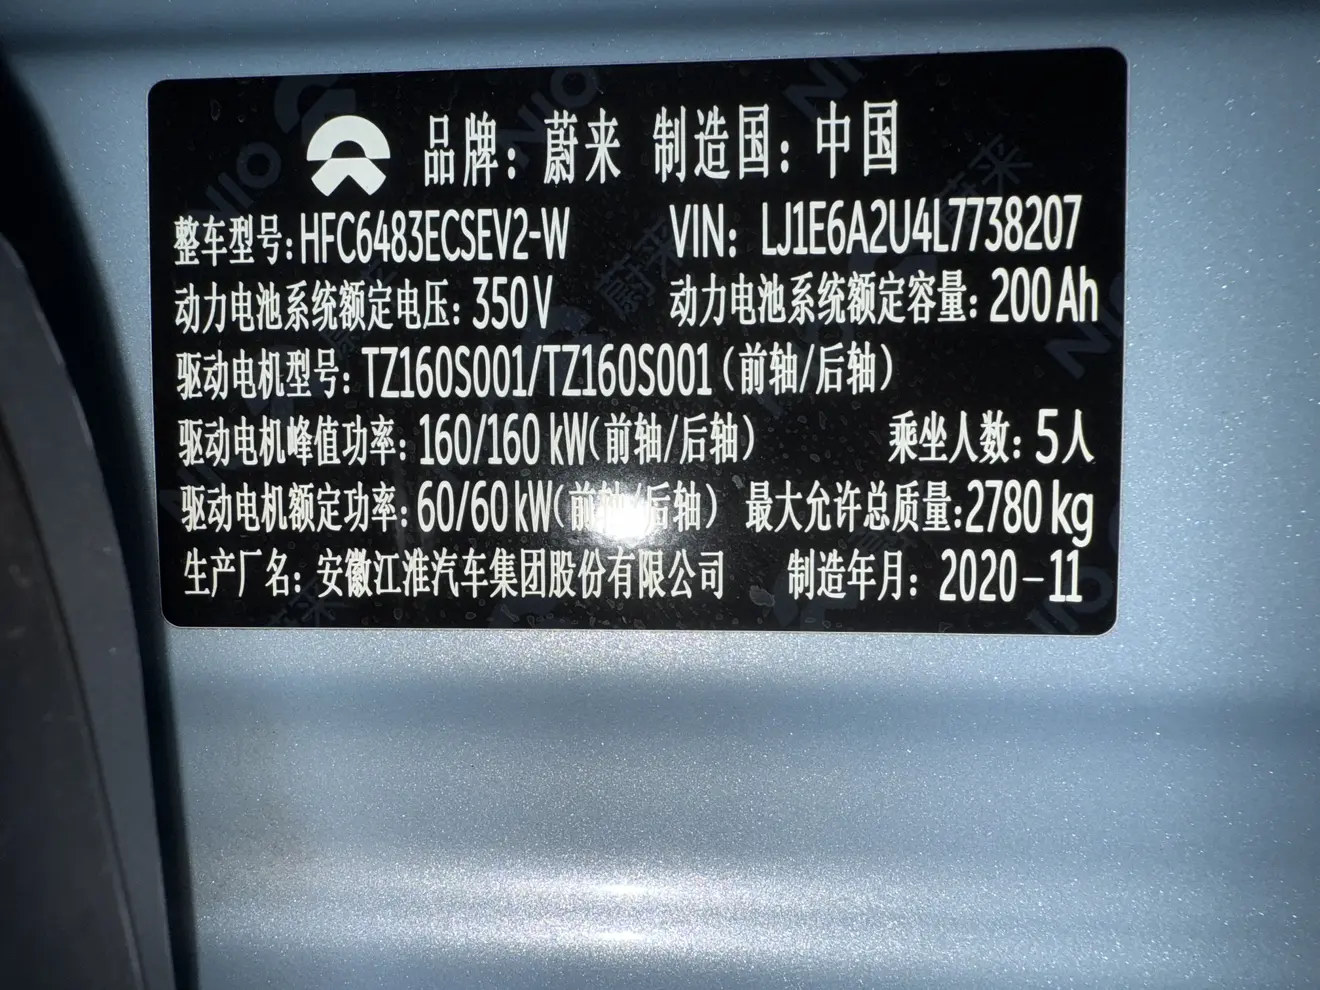 品牌：蔚来 制造国：中国
整车型号：HFC6483ECSEV2-W VIN：LJ1E6A2U4L7738207
动力电池系统额定电压：350V 动力电池系统额定容量：200Ah
驱动电机型号：TZ160S001/TZ160S001（前轴/后轴）
驱动电机峰值功率：160/160 kW（前轴/后轴） 乘坐人数：5人
驱动电机额定功率：60/60kW（前轴/后轴） 最大允许总质量：2780 kg
生产厂名：安徽江淮汽车集团股份有限公司 制造年月：2020-11